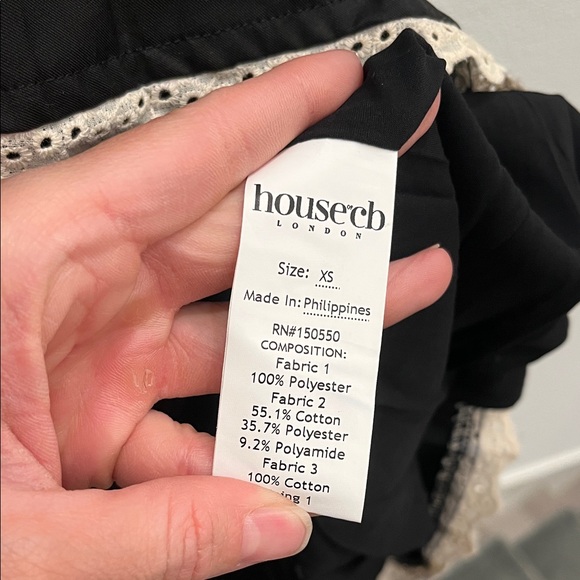 house of cb
LONDON
Size: XS
Made In: Philippines
RN#150550
COMPOSITION:
Fabric 1
100% Polyester
Fabric 2
55.1% Cotton
35.7% Polyester
9.2% Polyamide
Fabric 3
100% Cotton
1